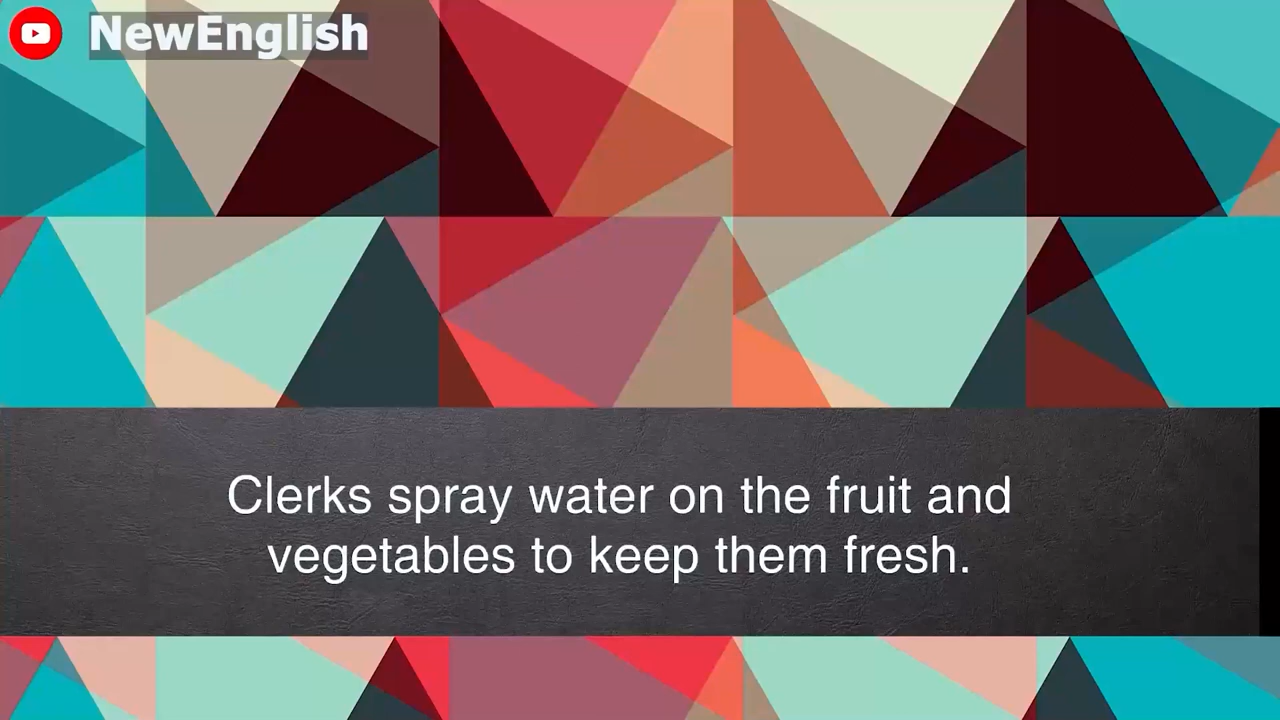 NewEnglish
Clerks spray water on the fruit and
vegetables to keep them fresh.